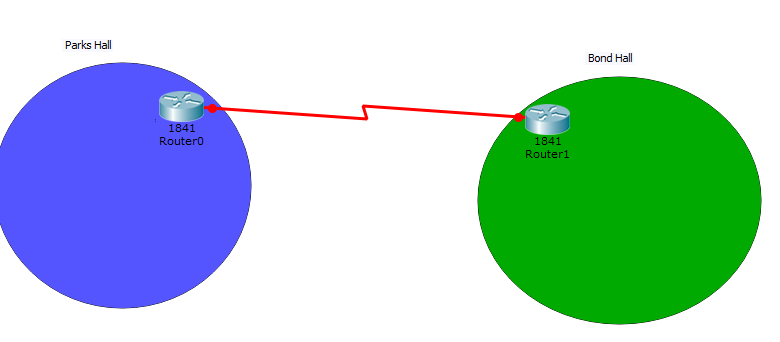 Parks Hall
Bond Hall
1841
Router0
1841
Router1